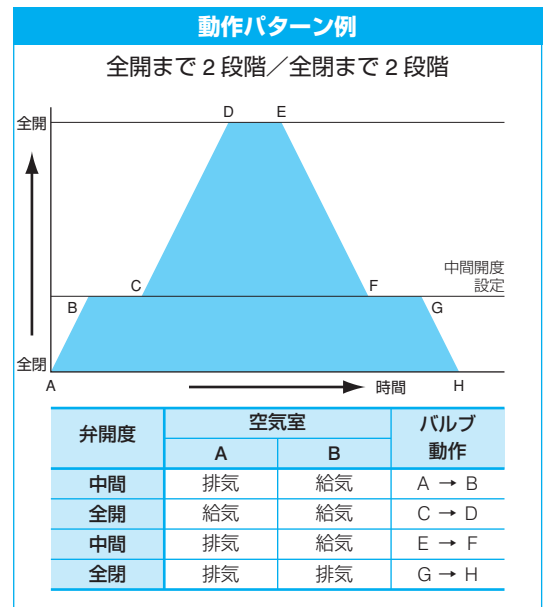 動作パターン例
全開まで2段階／全閉まで2段階
D E
全開
中間開度
設定
C F
B G
全閉
A 時間 H
弁開度 空気室 バルブ動作
A B
中間 排気 給気 A → B
全開 給気 給気 C → D
中間 排気 給気 E → F
全閉 排気 排気 G → H